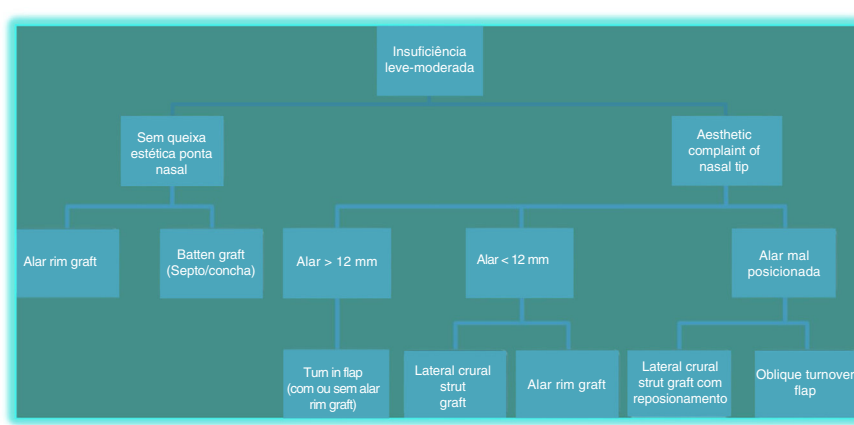 Insuficiência
leve-moderada
Sem queixa
estética ponta
nasal
Aesthetic
complaint of
nasal tip
Alar rim graft
Batten graft
(Septo/concha)
Alar > 12 mm
Alar < 12 mm
Alar mal
posicionada
Turn in flap
(com ou sem alar
rim graft)
Lateral crural
strut
graft
Alar rim graft
Lateral crural
strut graft com
reposionamento
Oblique turnover
flap